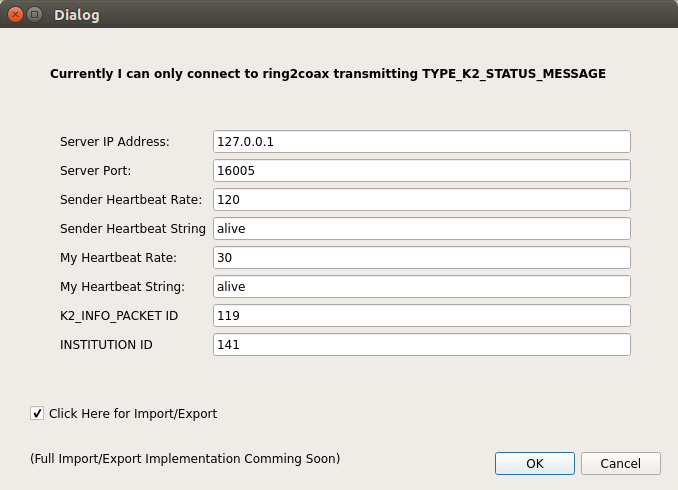 Dialog
Currently I can only connect to ring2coax transmitting TYPE_K2_STATUS_MESSAGE
Server IP Address: 127.0.0.1
Server Port: 16005
Sender Heartbeat Rate: 120
Sender Heartbeat String alive
My Heartbeat Rate: 30
My Heartbeat String: alive
K2_INFO_PACKET ID 119
INSTITUTION ID 141
Click Here for Import/Export
(Full Import/Export Implementation Comming Soon)
OK Cancel